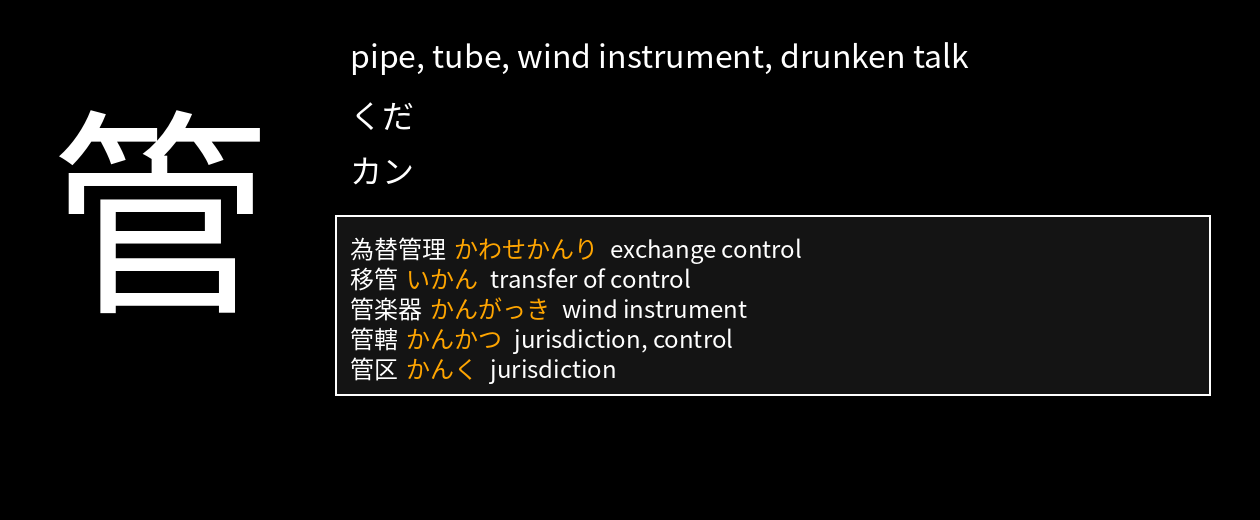 管
pipe, tube, wind instrument, drunken talk
くだ
カン
為替管理 かわせかんり exchange control
移管 いかん transfer of control
管楽器 かんがっき wind instrument
管轄 かんかつ jurisdiction, control
管区 かんく jurisdiction